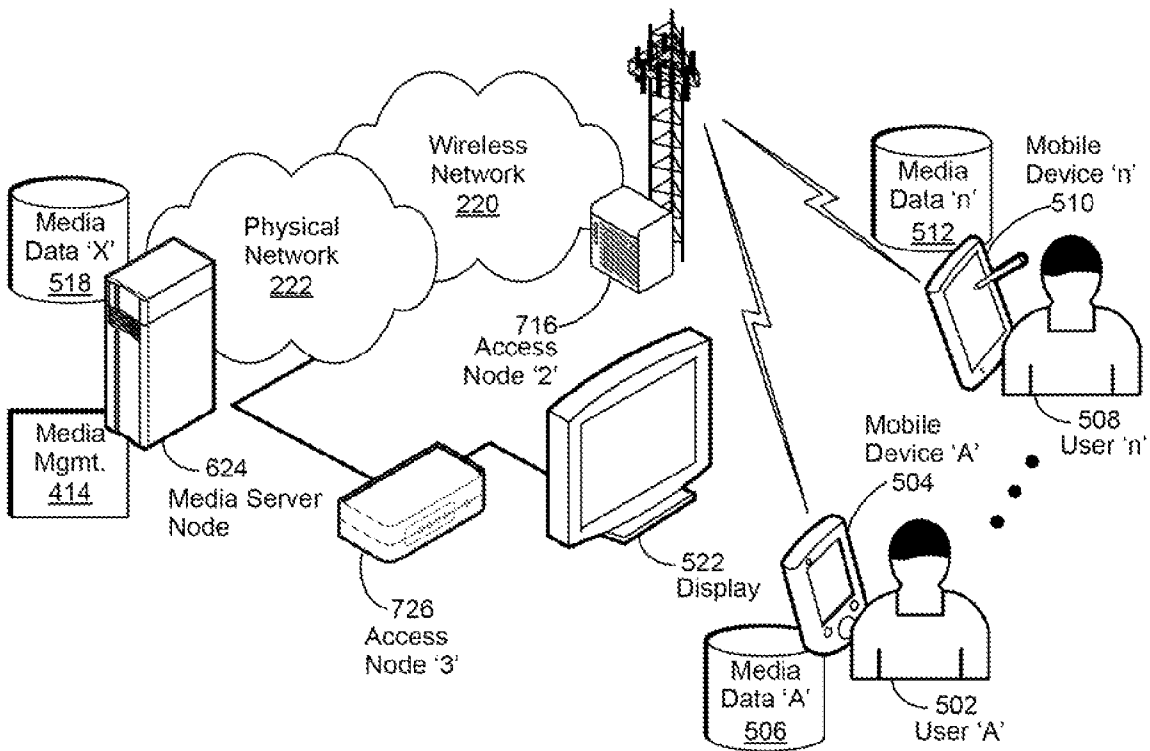 Wireless
Network
220
Physical
Network
222
Media
Data 'X'
518
Media
Mgmt.
414
624
Media Server
Node
716
Access
Node '2'
726
Access
Node '3'
522
Display
Media
Data 'n'
512
Mobile
Device 'n'
510
508
User 'n'
Mobile
Device 'A'
504
Media
Data 'A'
506
502
User 'A'